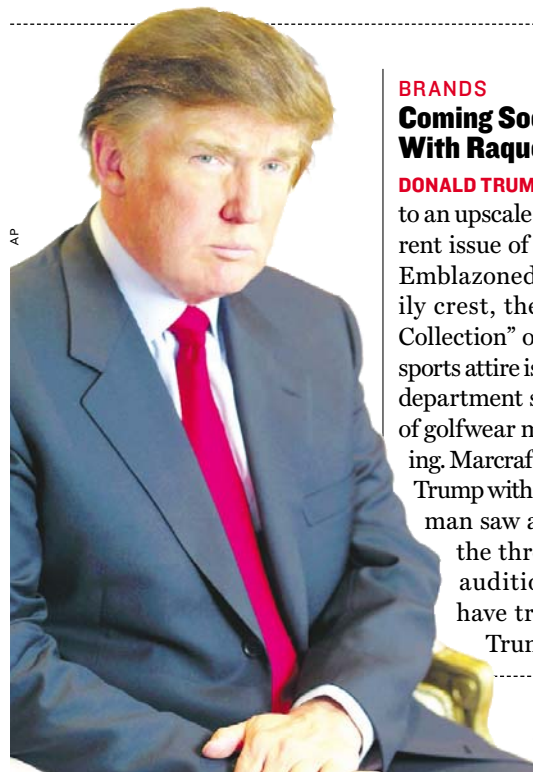 AP
BRANDS
Coming Soo
With Raque
DONALD TRUM
to an upscale
rent issue of
Emblazoned
ily crest, the
Collection” o
sports attire is
department s
of golfwear m
ing. Marcraf
Trump with
man saw a
the thr
auditio
have tr
Trum